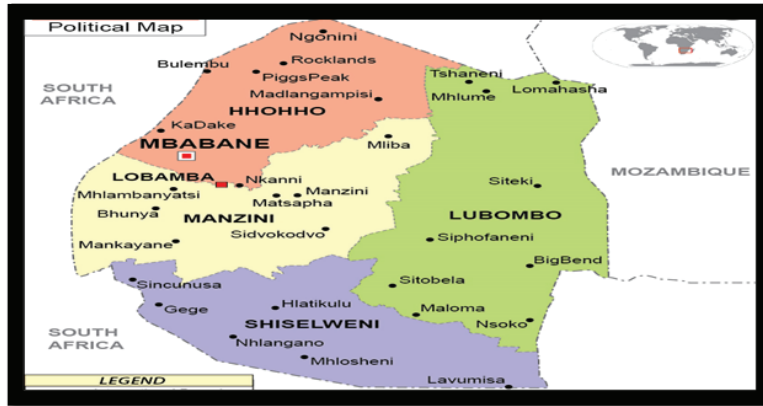 Political Map
Ngonini
Bulembu
Rocklands
PiggsPeak
Tshaneni
Lomahasha
SOUTH
AFRICA
Madlangampisi
Mhlume
HHOHHO
KaDake
MBABANE
Mliba
LOBAMBA
Nkanni
MOZAMBIQUE
Mhlambanyatsi
Manzini
Siteki
Matsapha
Bhunya
MANZINI
LUBOMBO
Sidvokodvo
Siphofaneni
Mankayane
BigBend
Sincunusa
Sitobela
Gege
Hlatikulu
Maloma
SHISELWENI
Nsoko
SOUTH
AFRICA
Nhlangano
Mhlosheni
LEGEND
Lavumisa